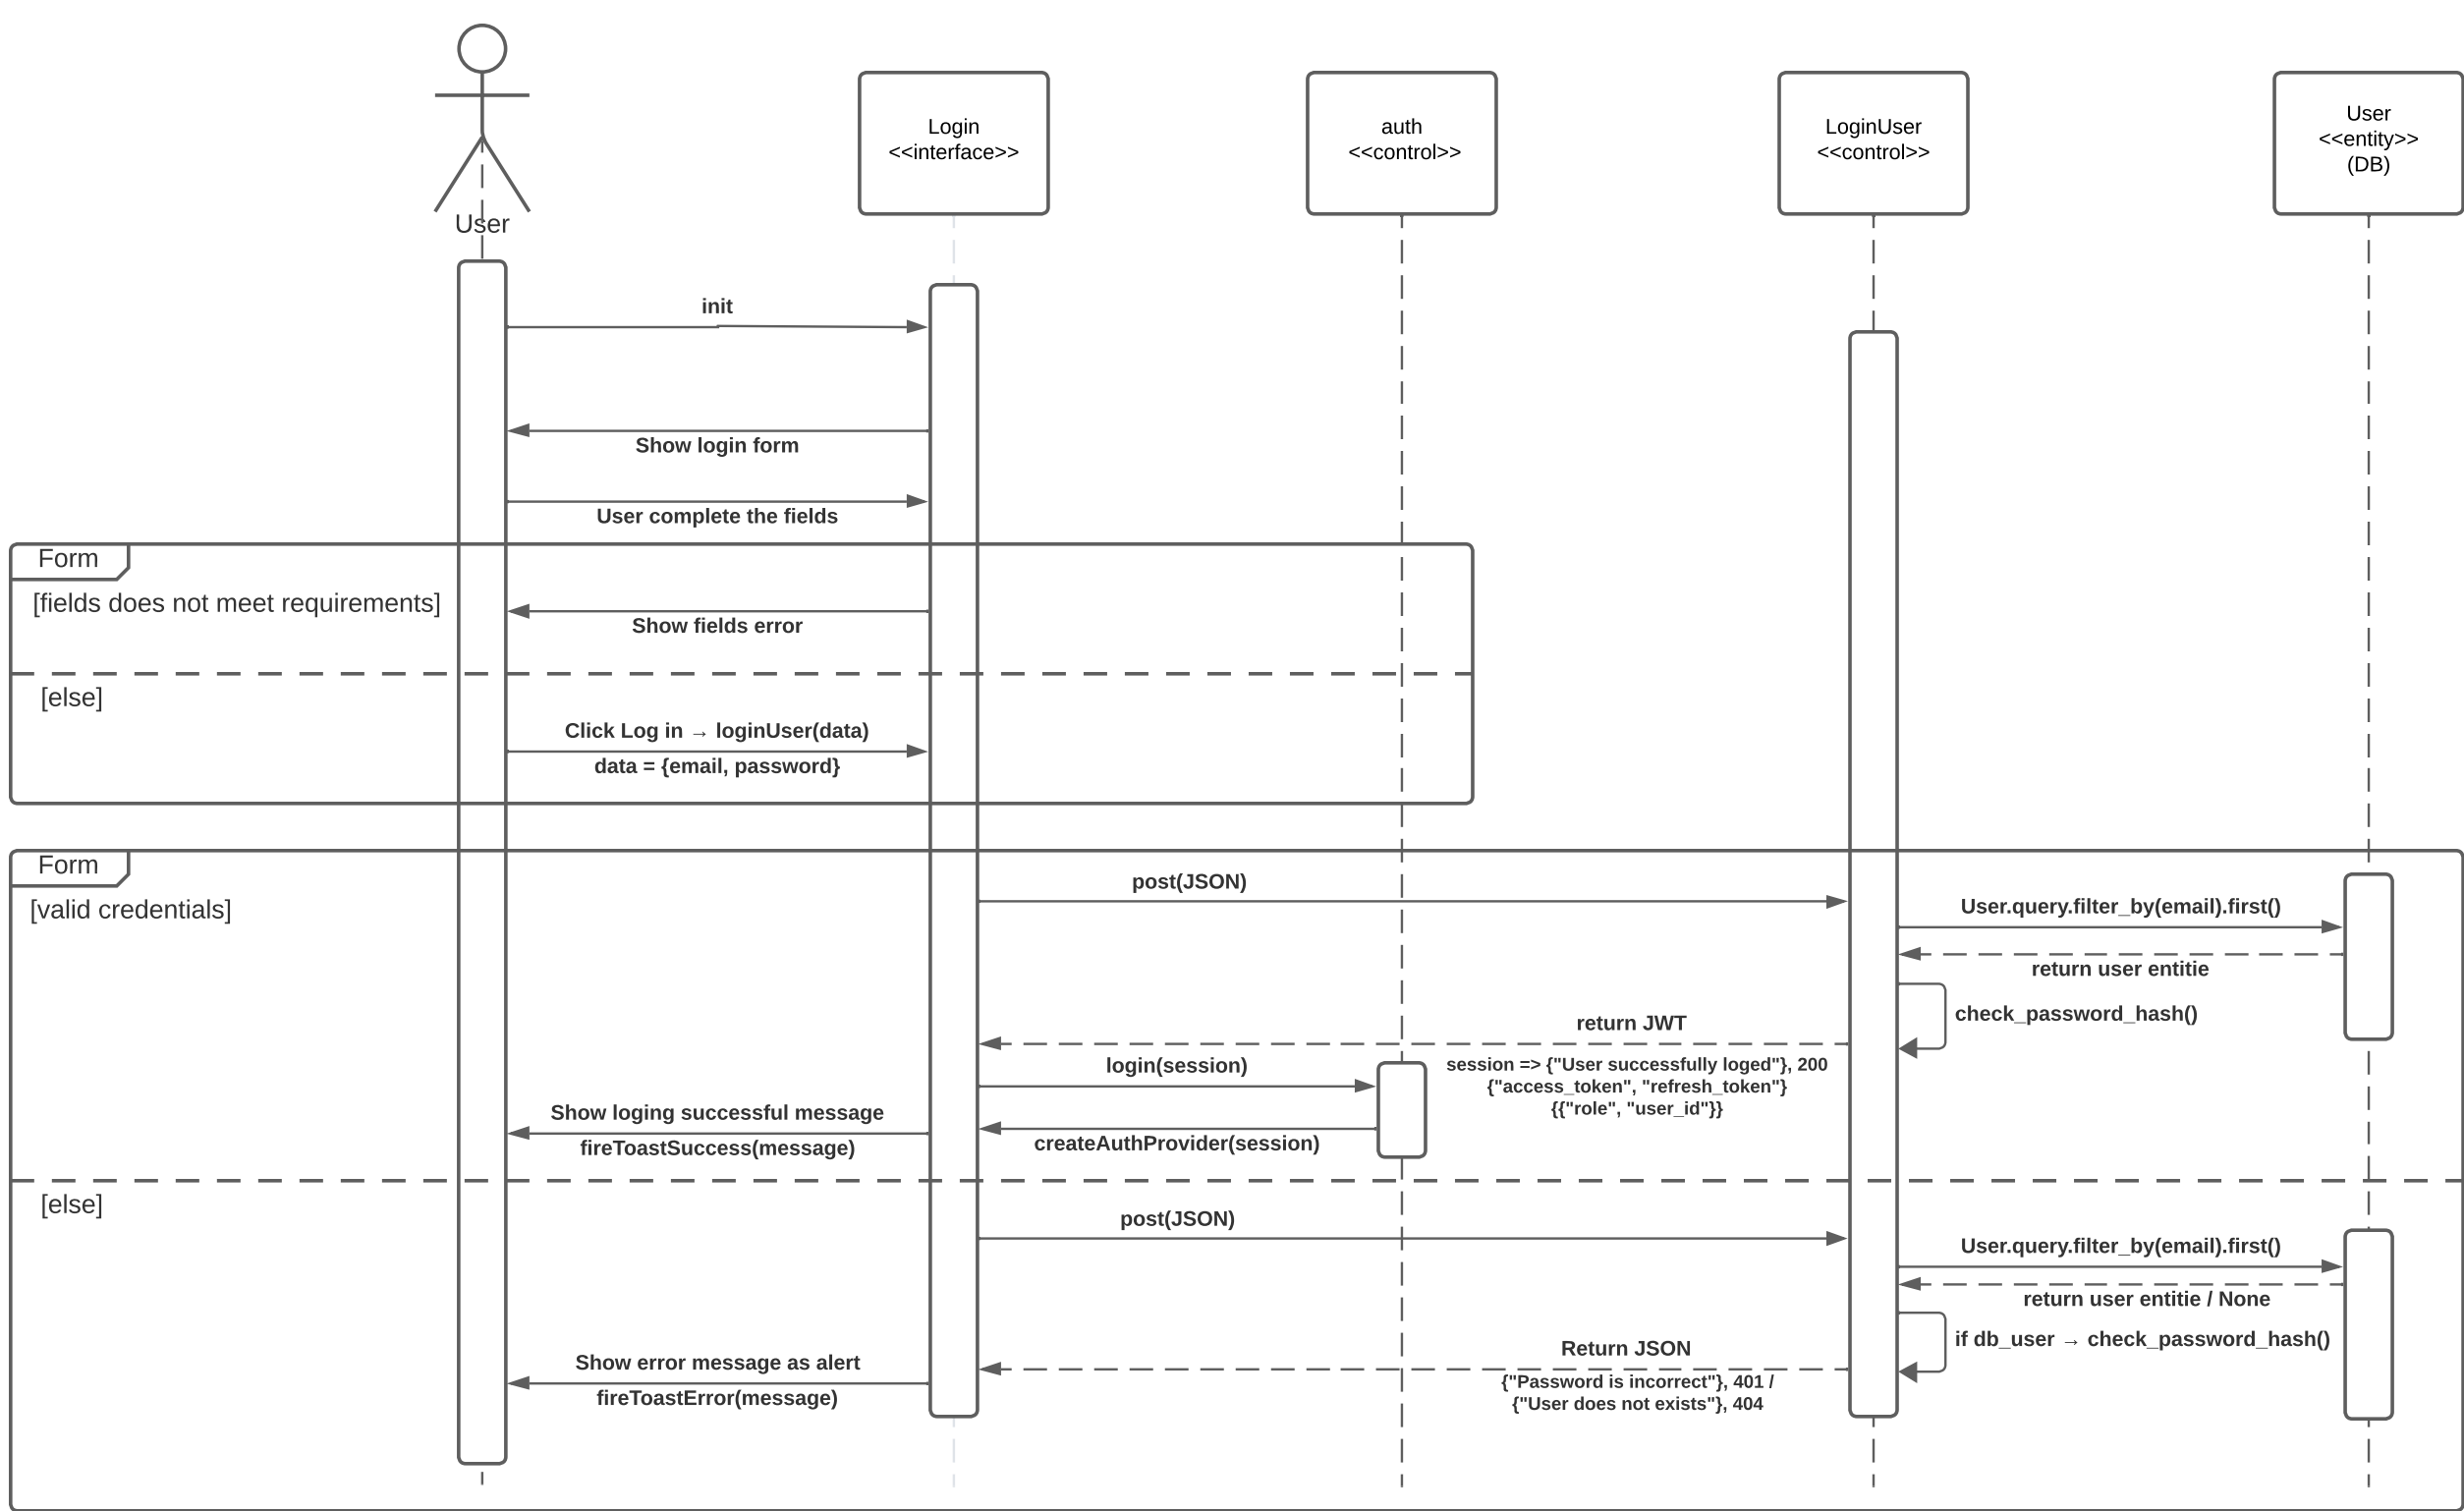 User
Login
<<interface>>
auth
<<control>>
LoginUser
<<control>>
User
<<entity>>
(DB)
init
Show login form
User complete the fields
Form
[fields does not meet requirements]
Show fields error
[else]
Click Log in → loginUser(data)
data = {email, password}
Form
[valid credentials]
post(JSON)
User.query.filter_by(email).first()
return user entitie
check_password_hash()
return JWT
session => {"User successfully loged"}, 200
{"access_token", "refresh_token"}
{{"role", "user_id"}}
login(session)
createAuthProvider(session)
Show loging successful message
fireToastSuccess(message)
[else]
post(JSON)
User.query.filter_by(email).first()
return user entitie / None
if db_user → check_password_hash()
Return JSON
{"Password is incorrect"}, 401 /
{"User does not exists"}, 404
Show error message as alert
fireToastError(message)